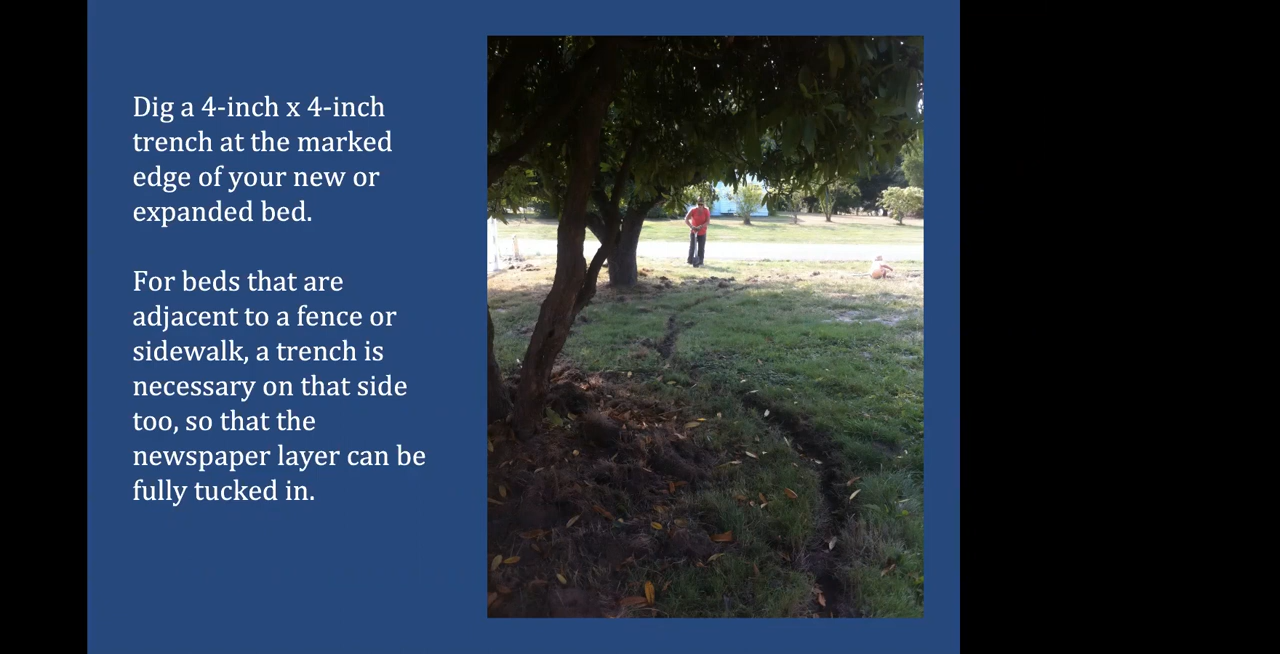 Dig a 4-inch x 4-inch
trench at the marked
edge of your new or
expanded bed.
For beds that are
adjacent to a fence or
sidewalk, a trench is
necessary on that side
too, so that the
newspaper layer can be
fully tucked in.